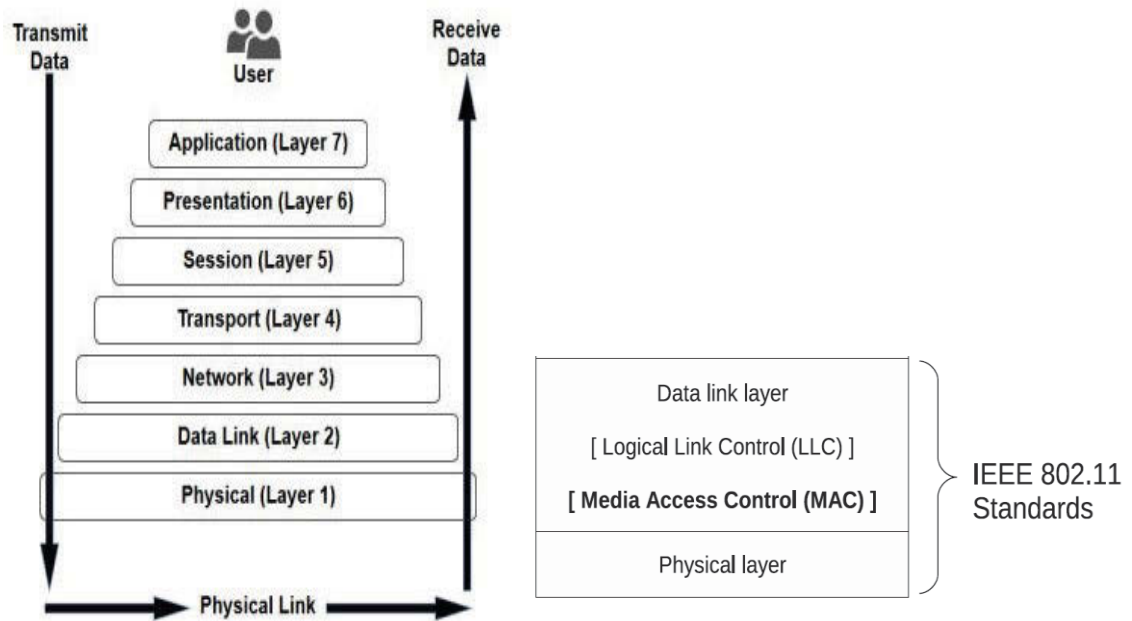 Transmit
Data
User
Receive
Data
Application (Layer 7)
Presentation (Layer 6)
Session (Layer 5)
Transport (Layer 4)
Network (Layer 3)
Data Link (Layer 2)
Physical (Layer 1)
Physical Link
Data link layer
[ Logical Link Control (LLC) ]
[ Media Access Control (MAC) ]
Physical layer
IEEE 802.11
Standards